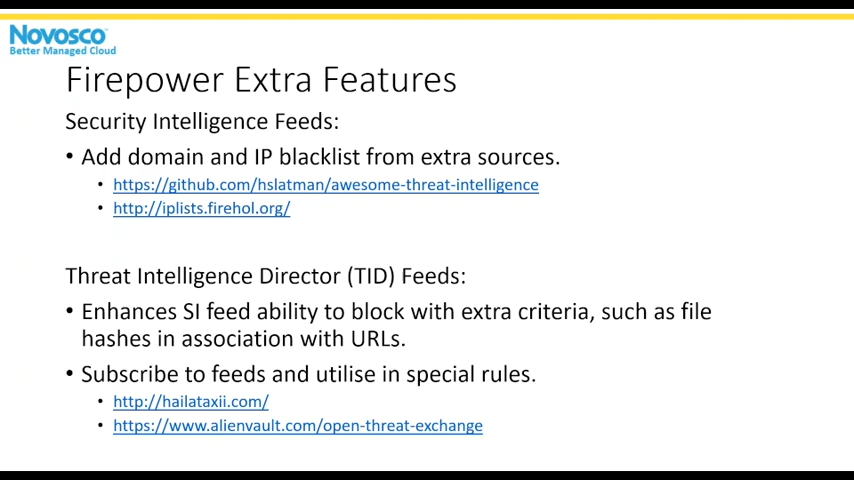 Novosco
Better Managed Cloud
Firepower Extra Features
Security Intelligence Feeds:
• Add domain and IP blacklist from extra sources.
• https://github.com/hslatman/awesome-threat-intelligence
• http://iplists.firehol.org/
Threat Intelligence Director (TID) Feeds:
• Enhances SI feed ability to block with extra criteria, such as file
hashes in association with URLs.
• Subscribe to feeds and utilise in special rules.
• http://hailataxii.com/
• https://www.alienvault.com/open-threat-exchange